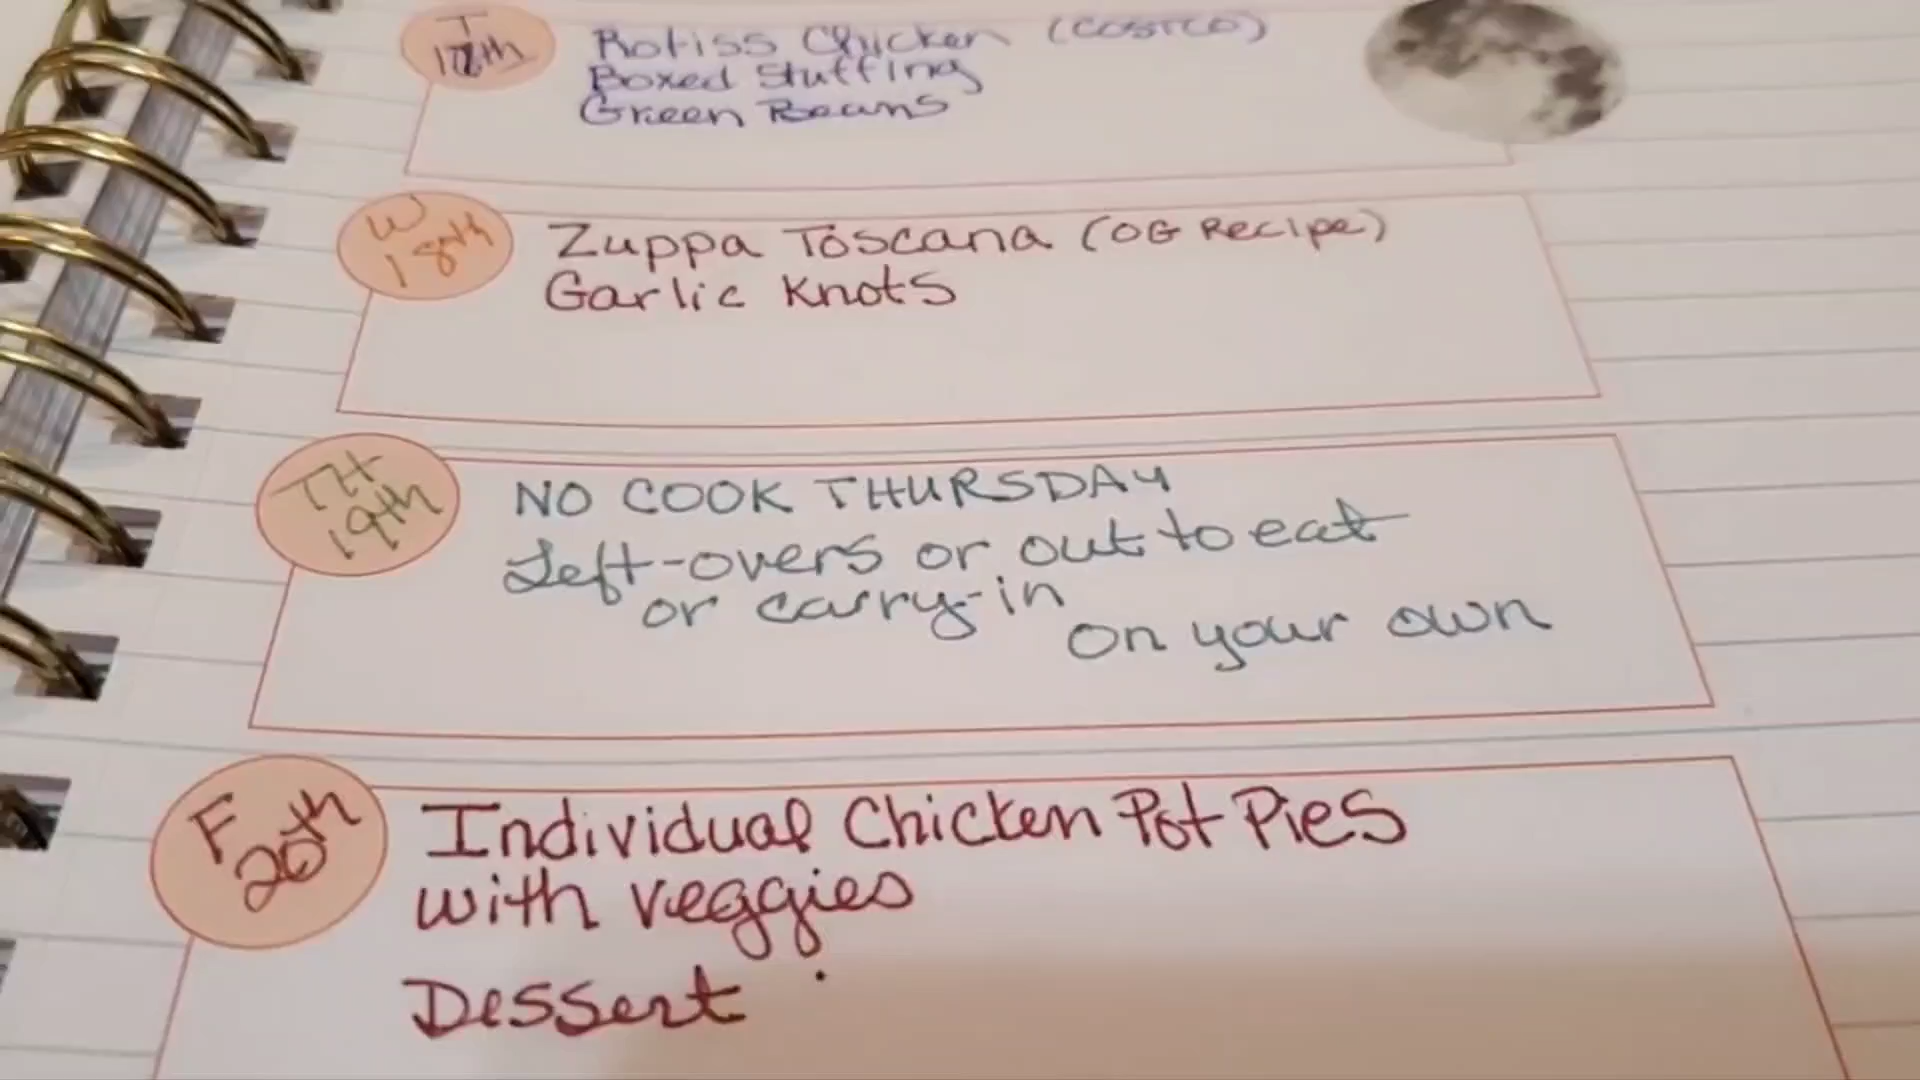 T
17th
Rotiss Chicken (COSTCO)
Boxed Stuffing
Green Beans
W
18th
Zuppa Toscana (OG Recipe)
Garlic Knots
TH
19th
NO COOK THURSDAY
Left-overs or out to eat
or carry-in
on your own
F
20th
Individual Chicken Pot Pies
with veggies
Dessert